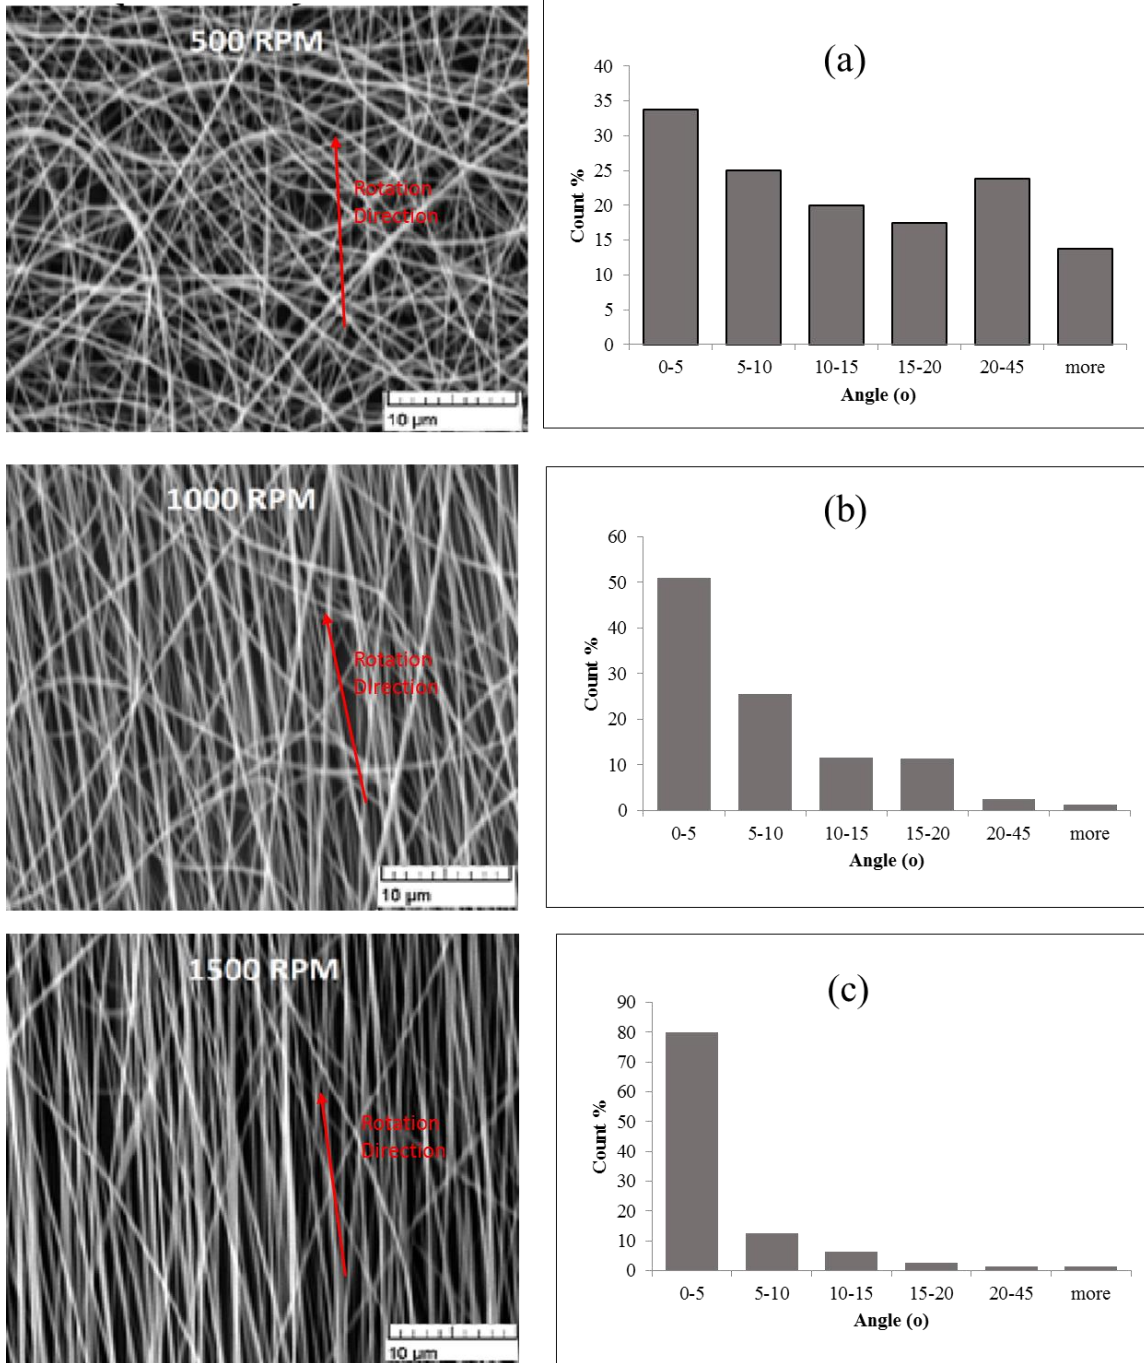 500 RPM
Rotation
Direction
10 µm
(a)
40
35
30
25
20
15
10
5
0
Count %
0-5 5-10 10-15 15-20 20-45 more
Angle (o)
1000 RPM
Rotation
Direction
10 µm
(b)
60
50
40
30
20
10
0
Count %
0-5 5-10 10-15 15-20 20-45 more
Angle (o)
1500 RPM
Rotation
Direction
10 µm
(c)
90
80
70
60
50
40
30
20
10
0
Count %
0-5 5-10 10-15 15-20 20-45 more
Angle (o)